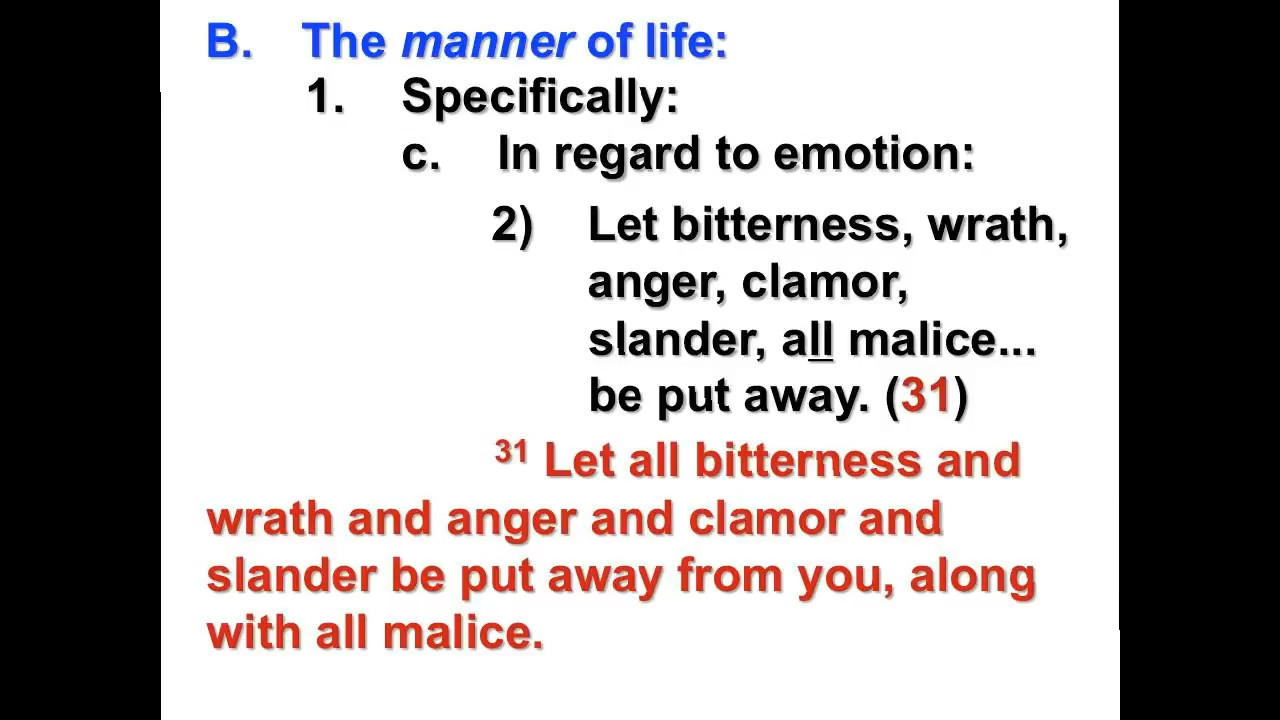 B. The manner of life:
1. Specifically:
c. In regard to emotion:
2) Let bitterness, wrath,
anger, clamor,
slander, all malice...
be put away. (31)
31 Let all bitterness and
wrath and anger and clamor and
slander be put away from you, along
with all malice.